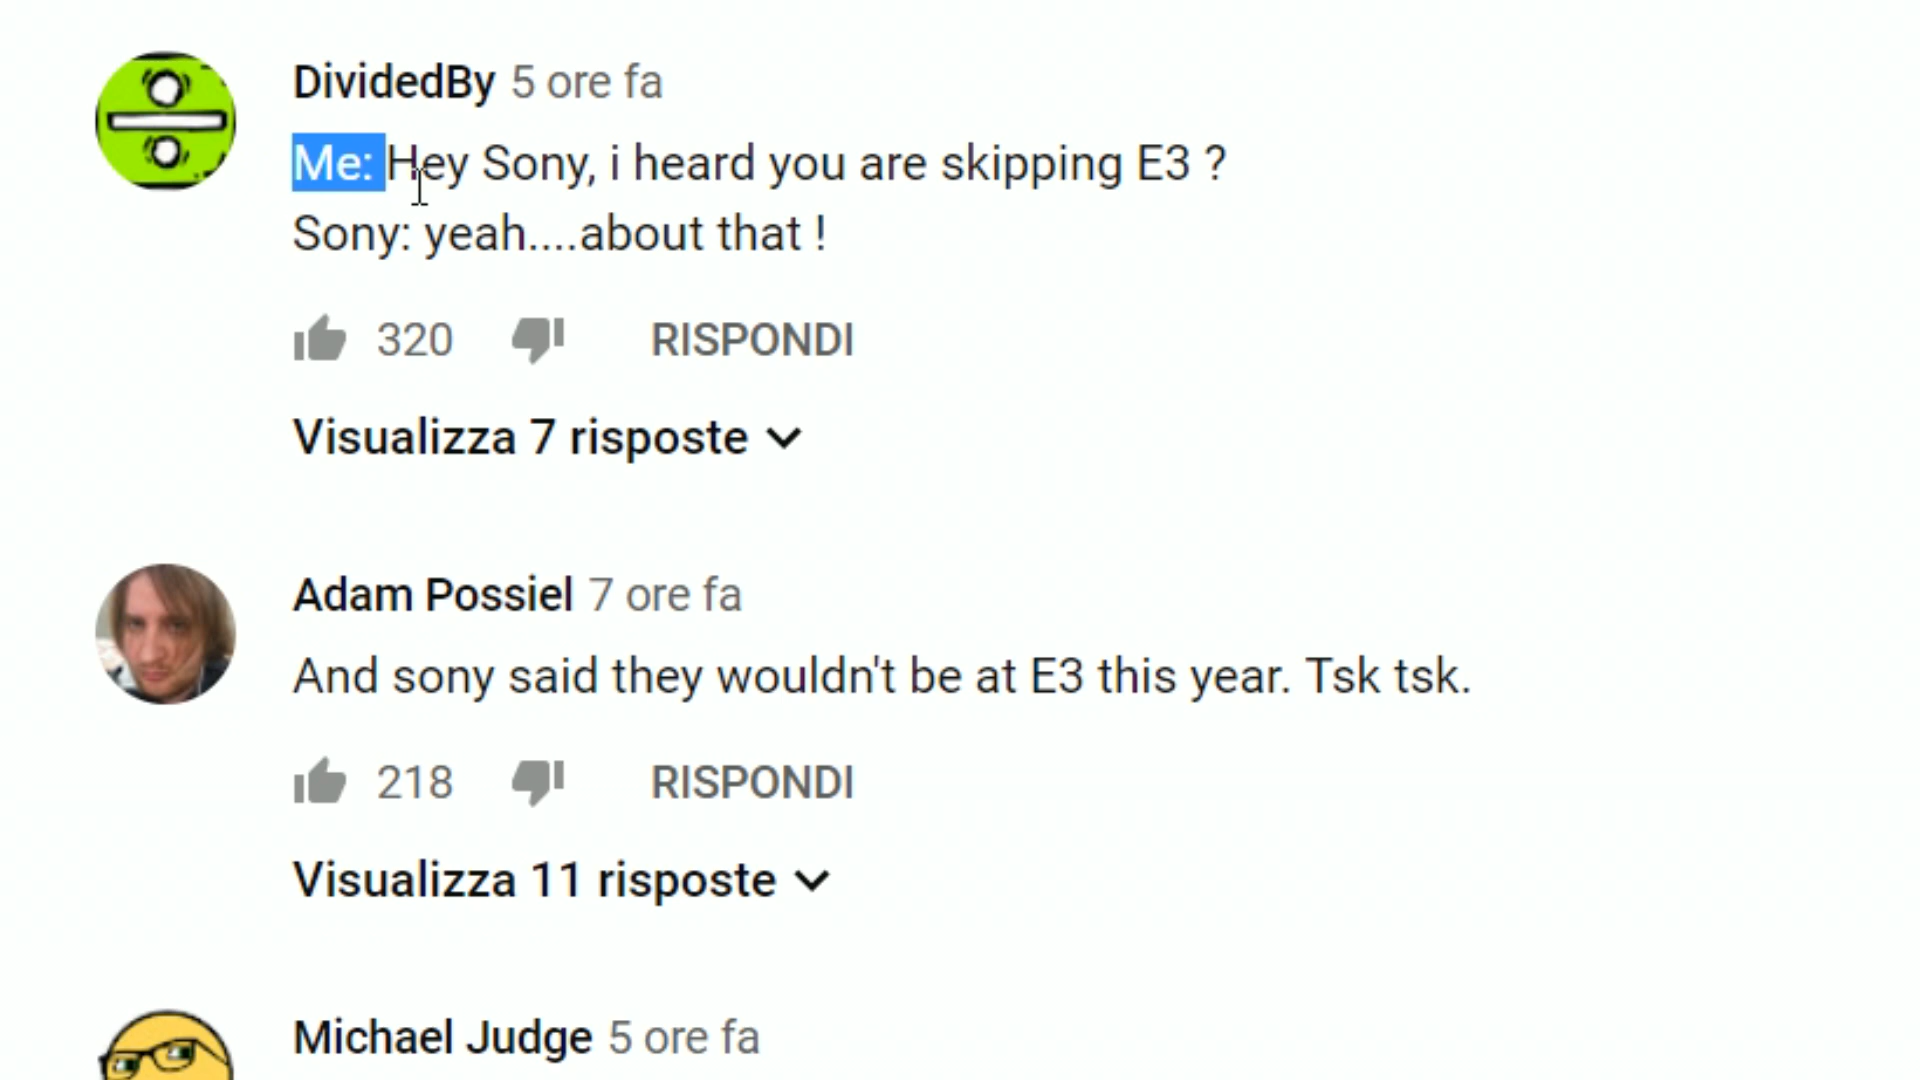 DividedBy 5 ore fa
Me: Hey Sony, i heard you are skipping E3 ?
Sony: yeah....about that !
320 RISPONDI
Visualizza 7 risposte
Adam Possiel 7 ore fa
And sony said they wouldn't be at E3 this year. Tsk tsk.
218 RISPONDI
Visualizza 11 risposte
Michael Judge 5 ore fa